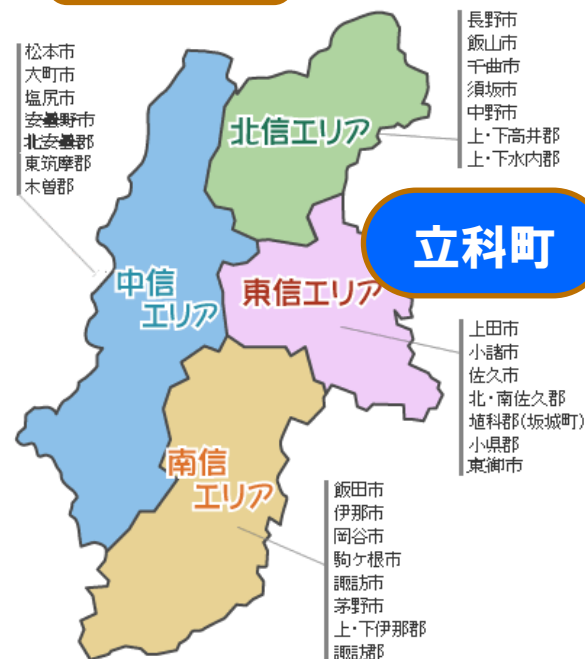 松本市
大町市
塩尻市
安曇野市
北安曇郡
東筑摩郡
木曽郡
長野市
飯山市
千曲市
須坂市
中野市
上・下高井郡
上・下水内郡
北信エリア
立科町
中信
エリア
東信エリア
上田市
小諸市
佐久市
北・南佐久郡
埴科郡(坂城町)
小県郡
東御市
南信
エリア
飯田市
伊那市
岡谷市
駒ケ根市
諏訪市
茅野市
上・下伊那郡
諏訪郡